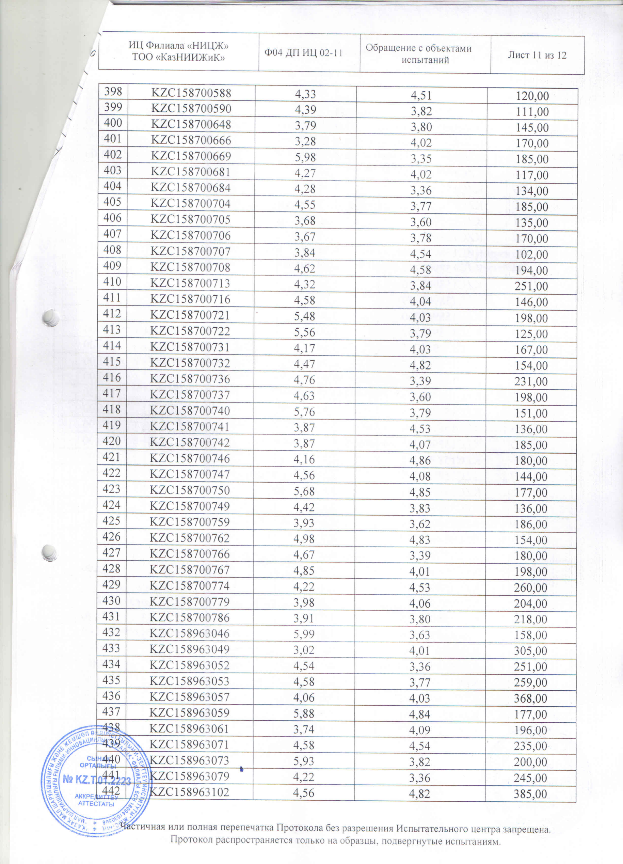 ИЦ Филиала «НИЦЖ»
ТОО «КазНИИЖиК»
Ф04 ДП ИЦ 02-11
Обращение с объектами
испытаний
Лист 11 из 12
398 KZC158700588 4,33 4,51 120,00
399 KZC158700590 4,39 3,82 111,00
400 KZC158700648 3,79 3,80 145,00
401 KZC158700666 3,28 4,02 170,00
402 KZC158700669 5,98 3,35 185,00
403 KZC158700681 4,27 4,02 117,00
404 KZC158700684 4,28 3,36 134,00
405 KZC158700704 4,55 3,77 185,00
406 KZC158700705 3,68 3,60 135,00
407 KZC158700706 3,67 3,78 170,00
408 KZC158700707 3,84 4,54 102,00
409 KZC158700708 4,62 4,58 194,00
410 KZC158700713 4,32 3,84 251,00
411 KZC158700716 4,58 4,04 146,00
412 KZC158700721 5,48 4,03 198,00
413 KZC158700722 5,56 3,79 125,00
414 KZC158700731 4,17 4,03 167,00
415 KZC158700732 4,47 4,82 154,00
416 KZC158700736 4,76 3,39 231,00
417 KZC158700737 4,63 3,60 198,00
418 KZC158700740 5,76 3,79 151,00
419 KZC158700741 3,87 4,53 136,00
420 KZC158700742 3,87 4,07 185,00
421 KZC158700746 4,16 4,86 180,00
422 KZC158700747 4,56 4,08 144,00
423 KZC158700750 5,68 4,85 177,00
424 KZC158700749 4,42 3,83 136,00
425 KZC158700759 3,93 3,62 186,00
426 KZC158700762 4,98 4,83 154,00
427 KZC158700766 4,67 3,39 180,00
428 KZC158700767 4,85 4,01 198,00
429 KZC158700774 4,22 4,53 260,00
430 KZC158700779 3,98 4,06 204,00
431 KZC158700786 3,91 3,80 218,00
432 KZC158963046 5,99 3,63 158,00
433 KZC158963049 3,02 4,01 305,00
434 KZC158963052 4,54 3,36 251,00
435 KZC158963053 4,58 3,77 259,00
436 KZC158963057 4,06 4,03 368,00
437 KZC158963059 5,88 4,84 177,00
438 KZC158963061 3,74 4,09 196,00
439 KZC158963071 4,58 4,54 235,00
440 KZC158963073 5,93 3,82 200,00
441 KZC158963079 4,22 3,36 245,00
442 KZC158963102 4,56 4,82 385,00
СЫНАҚ
ОРТАЛЫҒЫ
№ KZ.T.07.2223
АККРЕДИТТЕУ
АТТЕСТАТЫ
Частичная или полная перепечатка Протокола без разрешения Испытательного центра запрещена.
Протокол распространяется только на образцы, подвергнутые испытаниям.